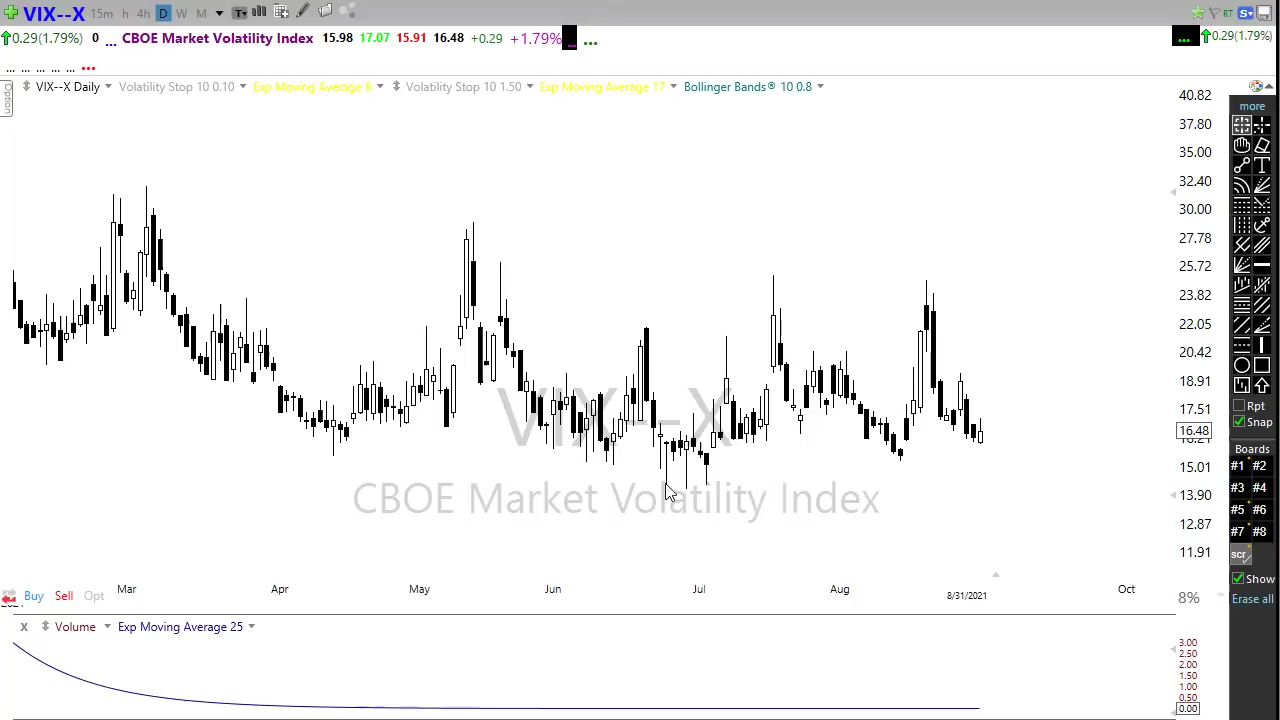 VIX--X 15m h 4h D W M T RT S
0.29(1.79%) 0 ... CBOE Market Volatility Index 15.98 17.07 15.91 16.48 +0.29 +1.79% ... ... ... 0.29(1.79%)
... ... ... ... ... ...
Option
VIX--X Daily Volatility Stop 10 0.10 Exp Moving Average 8 Volatility Stop 10 1.50 Exp Moving Average 17 Bollinger Bands® 10 0.8
40.82
37.80
35.00
32.40
30.00
27.78
25.72
23.82
22.05
20.42
18.91
17.51
16.48
16.21
15.01
13.90
12.87
11.91
8%
VIX--X
CBOE Market Volatility Index
Mar Apr May Jun Jul Aug 8/31/2021 Oct
Buy Sell Opt
X Volume Exp Moving Average 25
3.00
2.50
2.00
1.50
1.00
0.50
0.00
more
T
Rpt
Snap
Boards
#1 #2
#3 #4
#5 #6
#7 #8
scr
Show
Erase all